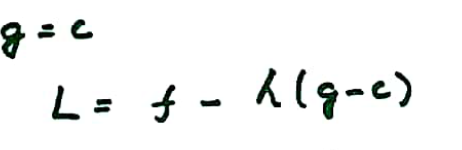 g = c
L = f - λ(g-c)